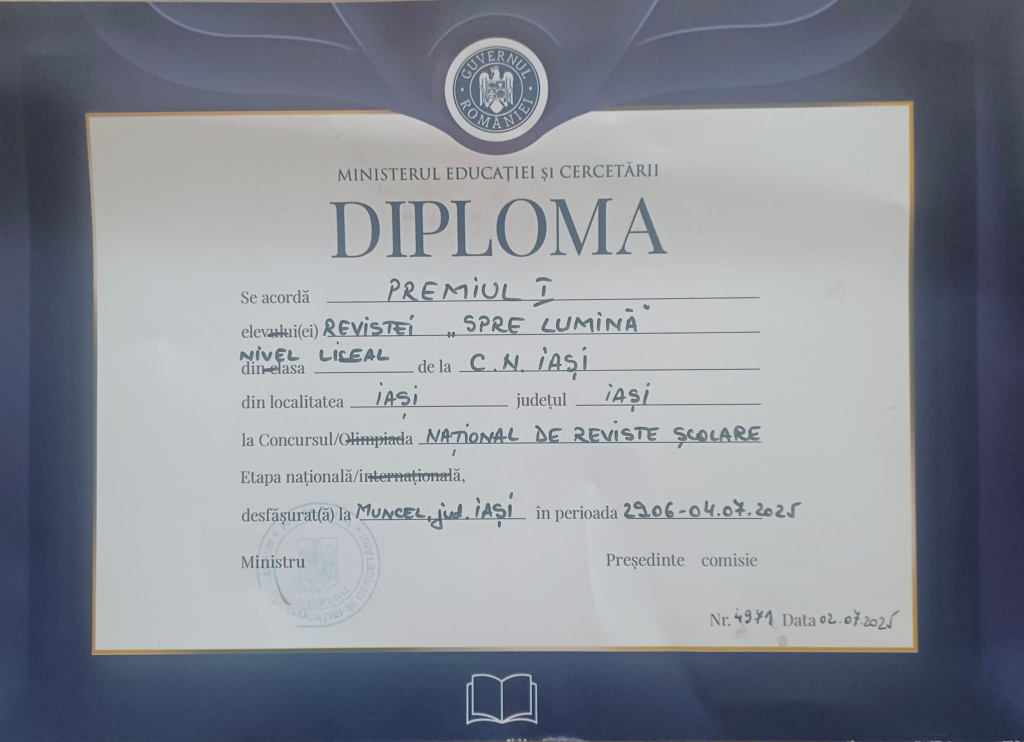 GUVERNUL ROMÂNIEI
MINISTERUL EDUCAȚIEI ȘI CERCETĂRII
DIPLOMA
Se acordă PREMIUL I
elevului(ei) REVISTEI „SPRE LUMINĂ"
NIVEL LICEAL
din clasa de la C.N. IAȘI
din localitatea IAȘI județul IAȘI
la Concursul/Olimpiada NAȚIONAL DE REVISTE ȘCOLARE
Etapa națională/internațională,
desfășurat(ă) la MUNCEL, jud. IAȘI în perioada 29.06-04.07.2025
Ministru Președinte comisie
Nr. 4971 Data 02.07.2025